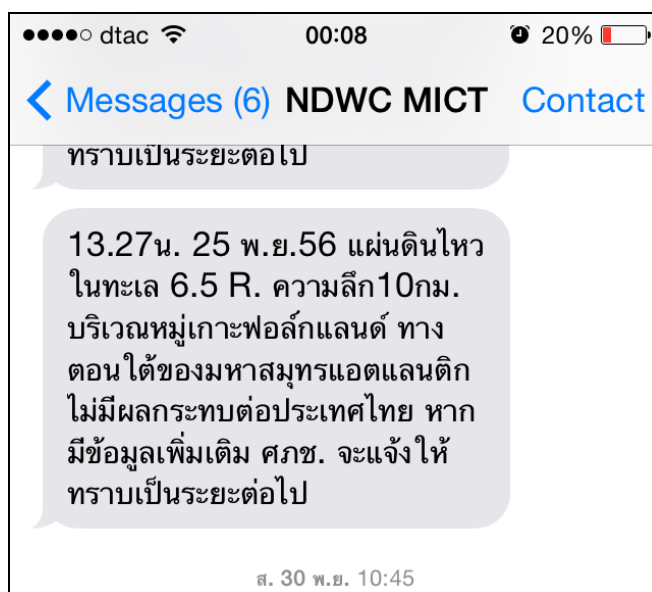 dtac 00:08 20%
Messages (6) NDWC MICT Contact
ทราบเป็นระยะต่อไป
13.27น. 25 พ.ย.56 แผ่นดินไหว
ในทะเล 6.5 R. ความลึก10กม.
บริเวณหมู่เกาะฟอล์กแลนด์ ทาง
ตอนใต้ของมหาสมุทรแอตแลนติก
ไม่มีผลกระทบต่อประเทศไทย หาก
มีข้อมูลเพิ่มเติม ศภช. จะแจ้งให้
ทราบเป็นระยะต่อไป
ส. 30 พ.ย. 10:45